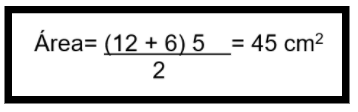 Área= (12 + 6) 5 = 45 cm²
2